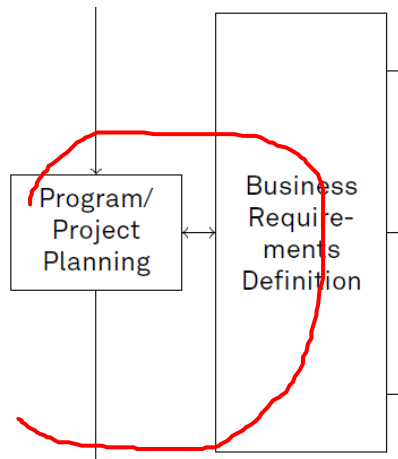 Program/
Project
Planning
Business
Require-
ments
Definition